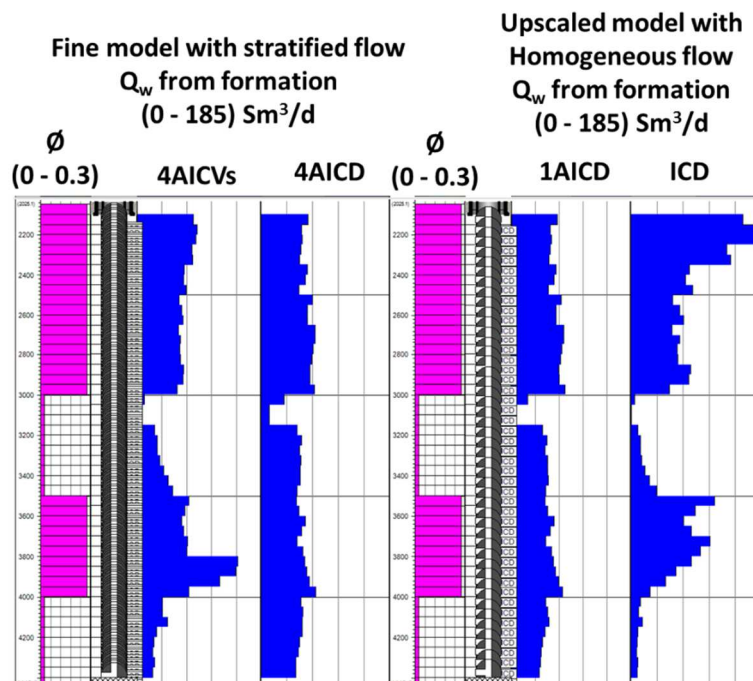 Fine model with stratified flow
Q_w from formation
(0 - 185) Sm³/d
Upscaled model with
Homogeneous flow
Q_w from formation
(0 - 185) Sm³/d
Ø
(0 - 0.3)
4AICVs
4AICD
Ø
(0 - 0.3)
1AICD
ICD
2200
2400
2600
2800
3000
3200
3400
3600
3800
4000
4200
2200
2400
2600
2800
3000
3200
3400
3600
3800
4000
4200